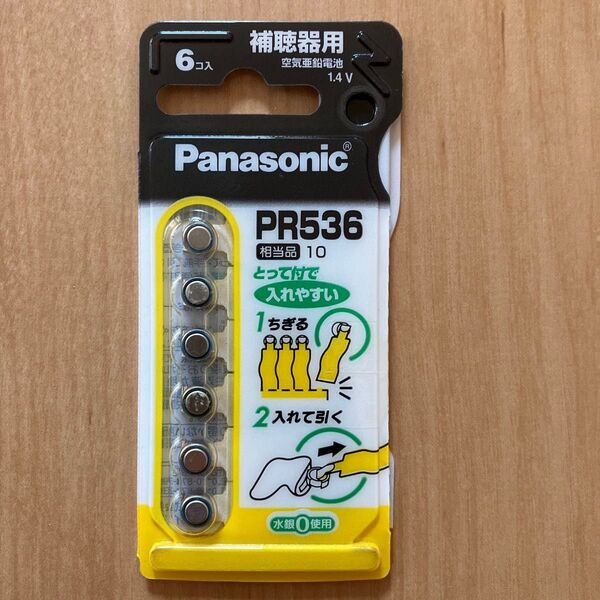 6コ入
補聴器用
空気亜鉛電池
1.4 V
Panasonic®
PR536
相当品 10
とって付で
入れやすい
1 ちぎる
2 入れて引く
水銀0使用